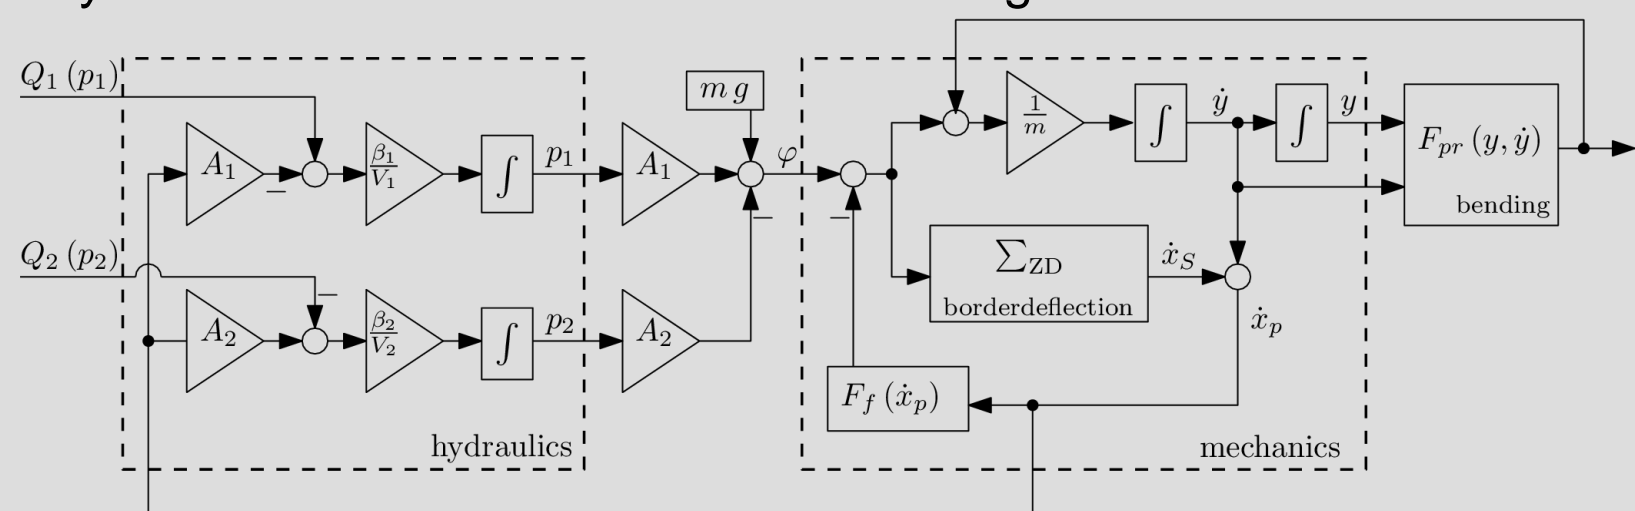 Q₁ (p₁)
A₁
−
β₁/V₁
∫
p₁
A₁
m g
φ
−
Q₂ (p₂)
−
A₂
β₂/V₂
∫
p₂
A₂
hydraulics
1/m
∫
ẏ
∫
y
F_pr (y, ẏ)
bending
−
∑_ZD
borderdeflection
ẋ_S
ẋ_p
F_f (ẋ_p)
mechanics